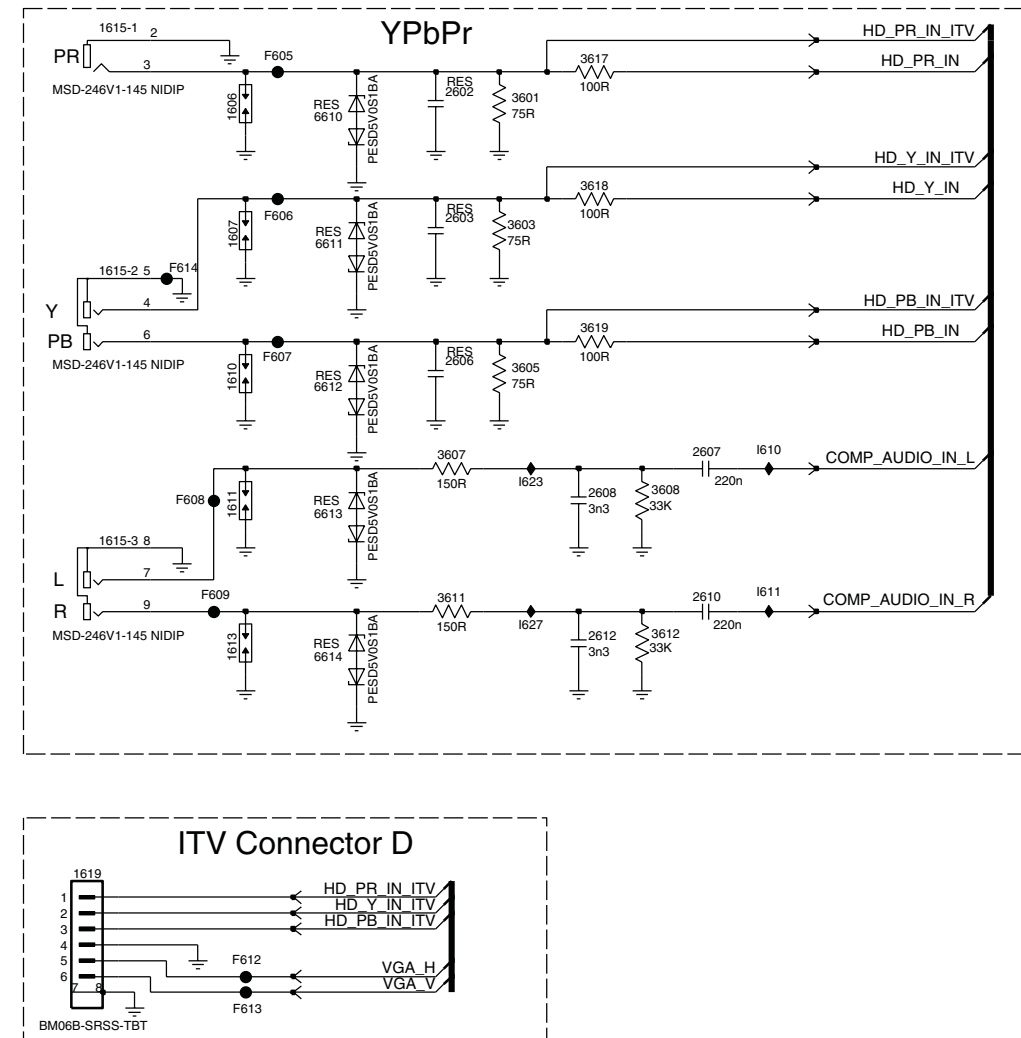 YPbPr
1615-1 2
PR
3
MSD-246V1-145 NIDIP
F605
1606
RES
6610
PESD5V0S1BA
RES
2602
3601
75R
3617
100R
HD_PR_IN_ITV
HD_PR_IN
F606
1607
RES
6611
PESD5V0S1BA
RES
2603
3603
75R
3618
100R
HD_Y_IN_ITV
HD_Y_IN
1615-2 5
F614
Y
4
PB
6
MSD-246V1-145 NIDIP
F607
1610
RES
6612
PESD5V0S1BA
RES
2606
3605
75R
3619
100R
HD_PB_IN_ITV
HD_PB_IN
F608
1611
RES
6613
PESD5V0S1BA
3607
150R
I623
2608
3n3
3608
33K
2607
220n
I610
COMP_AUDIO_IN_L
1615-3 8
L
7
R
9
MSD-246V1-145 NIDIP
F609
1613
RES
6614
PESD5V0S1BA
3611
150R
I627
2612
3n3
3612
33K
2610
220n
I611
COMP_AUDIO_IN_R
ITV Connector D
1619
1
2
3
4
5
6
7 8
BM06B-SRSS-TBT
HD_PR_IN_ITV
HD_Y_IN_ITV
HD_PB_IN_ITV
F612
VGA_H
VGA_V
F613